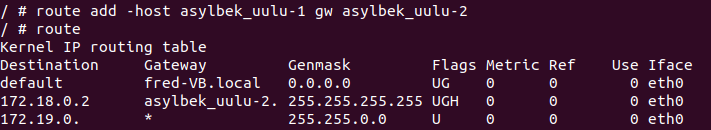 / # route add -host asylbek_uulu-1 gw asylbek_uulu-2
/ # route
Kernel IP routing table
Destination     Gateway         Genmask         Flags Metric Ref    Use Iface
default         fred-VB.local   0.0.0.0         UG    0      0        0 eth0
172.18.0.2      asylbek_uulu-2. 255.255.255.255 UGH   0      0        0 eth0
172.19.0.       *               255.255.0.0     U     0      0        0 eth0